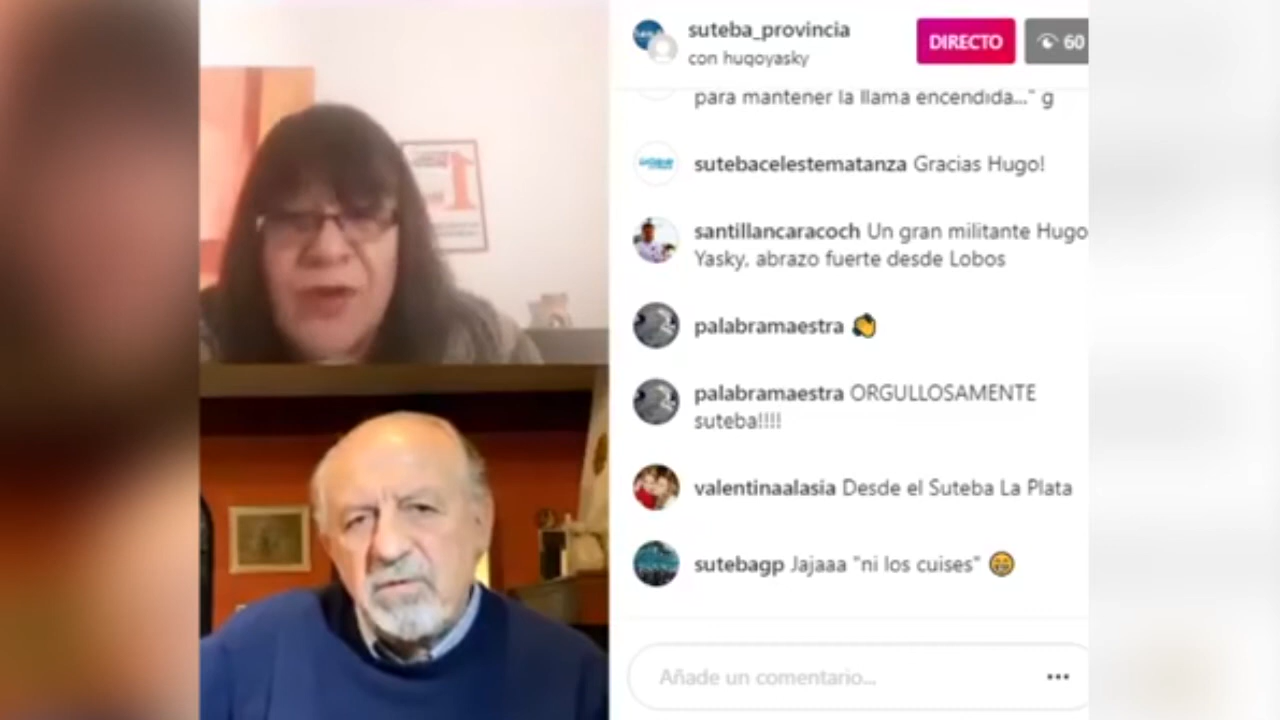 suteba_provincia
con hugoyasky
DIRECTO
60
para mantener la llama encendida..." g
sutebacelestematanza Gracias Hugo!
santillancaracoch Un gran militante Hugo
Yasky, abrazo fuerte desde Lobos
palabramaestra 👏
palabramaestra ORGULLOSAMENTE
suteba!!!!
valentinaalasia Desde el Suteba La Plata
sutebagp Jajaaa "ni los cuises" 😁
Añade un comentario...
1